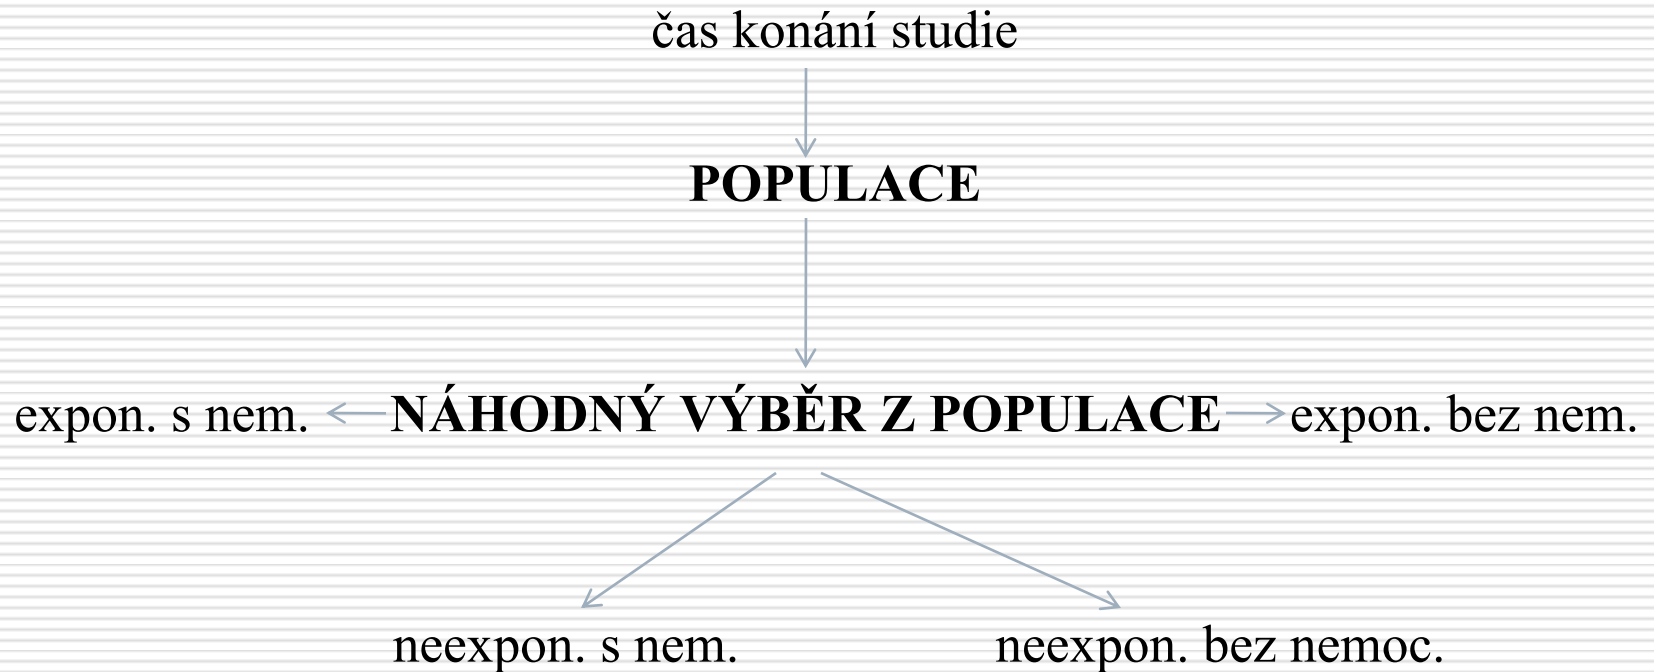 čas konání studie
POPULACE
expon. s nem. NÁHODNÝ VÝBĚR Z POPULACE expon. bez nem.
neexpon. s nem. neexpon. bez nemoc.